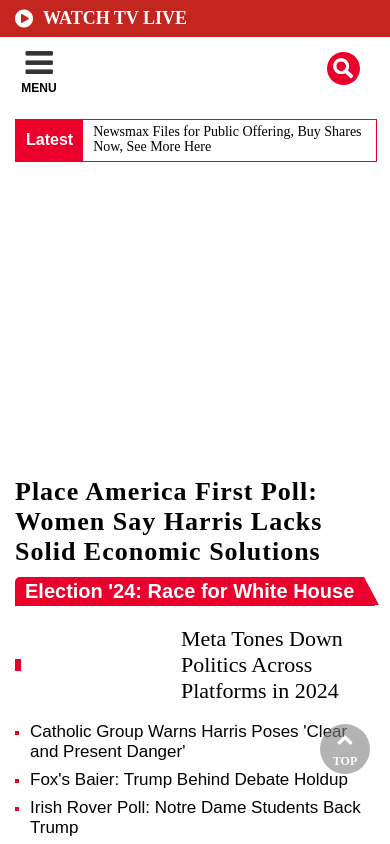 WATCH TV LIVE
MENU
Latest
Newsmax Files for Public Offering, Buy Shares
Now, See More Here
Place America First Poll:
Women Say Harris Lacks
Solid Economic Solutions
Election '24: Race for White House
Meta Tones Down
Politics Across
Platforms in 2024
Catholic Group Warns Harris Poses 'Clear
and Present Danger'
Fox's Baier: Trump Behind Debate Holdup
Irish Rover Poll: Notre Dame Students Back
Trump
TOP